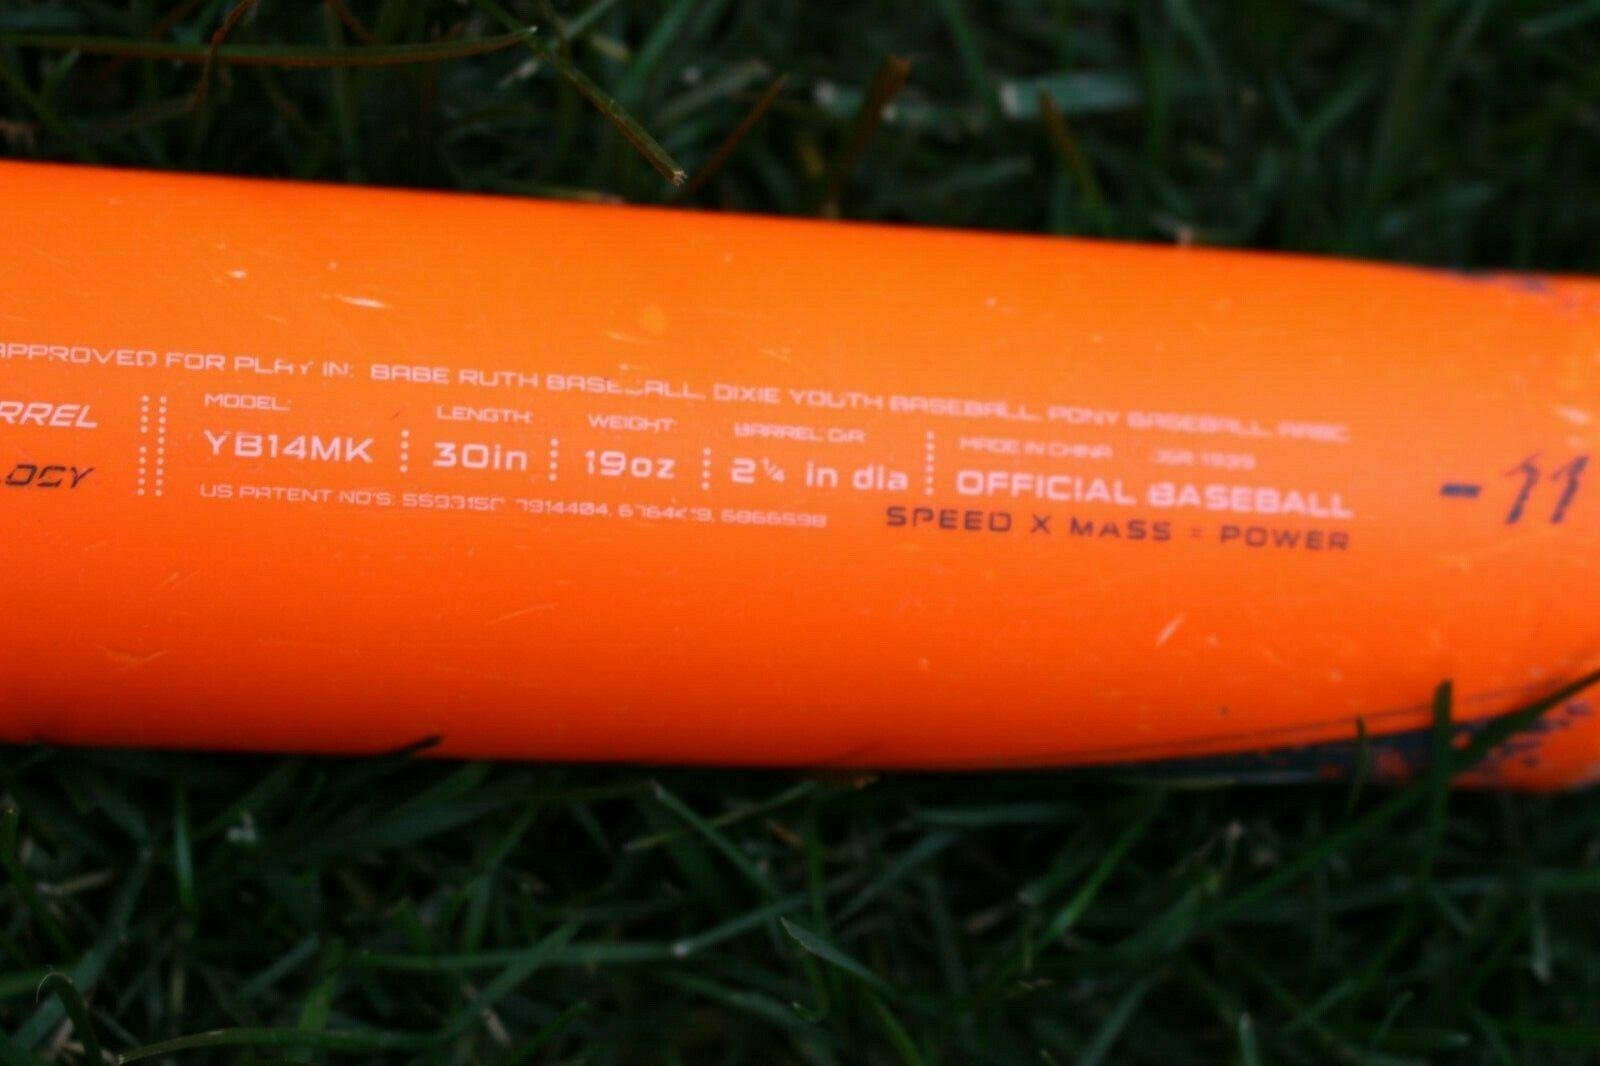 APPROVED FOR PLAY IN: BABE RUTH BASEBALL, DIXIE YOUTH BASEBALL, PONY BASEBALL, AABC
RREL
MODEL: LENGTH: WEIGHT: BARREL DIA:
YB14MK 30in 19oz 2¼ in dia
MADE IN CHINA
OFFICIAL BASEBALL
-11
OGY
US PATENT NO'S: 7914404, 6866598
SPEED X MASS = POWER